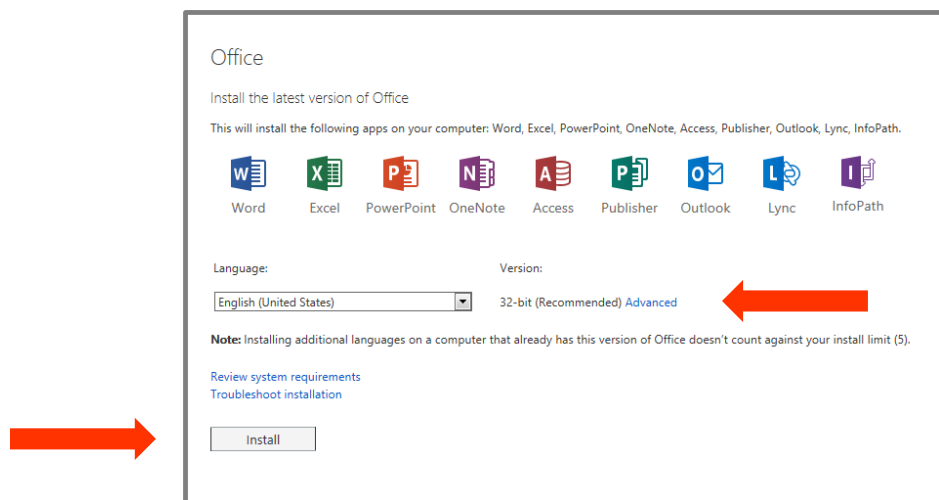 Office
Install the latest version of Office
This will install the following apps on your computer: Word, Excel, PowerPoint, OneNote, Access, Publisher, Outlook, Lync, InfoPath.
Word Excel PowerPoint OneNote Access Publisher Outlook Lync InfoPath
Language: Version:
English (United States) 32-bit (Recommended) Advanced
Note: Installing additional languages on a computer that already has this version of Office doesn't count against your install limit (5).
Review system requirements
Troubleshoot installation
Install